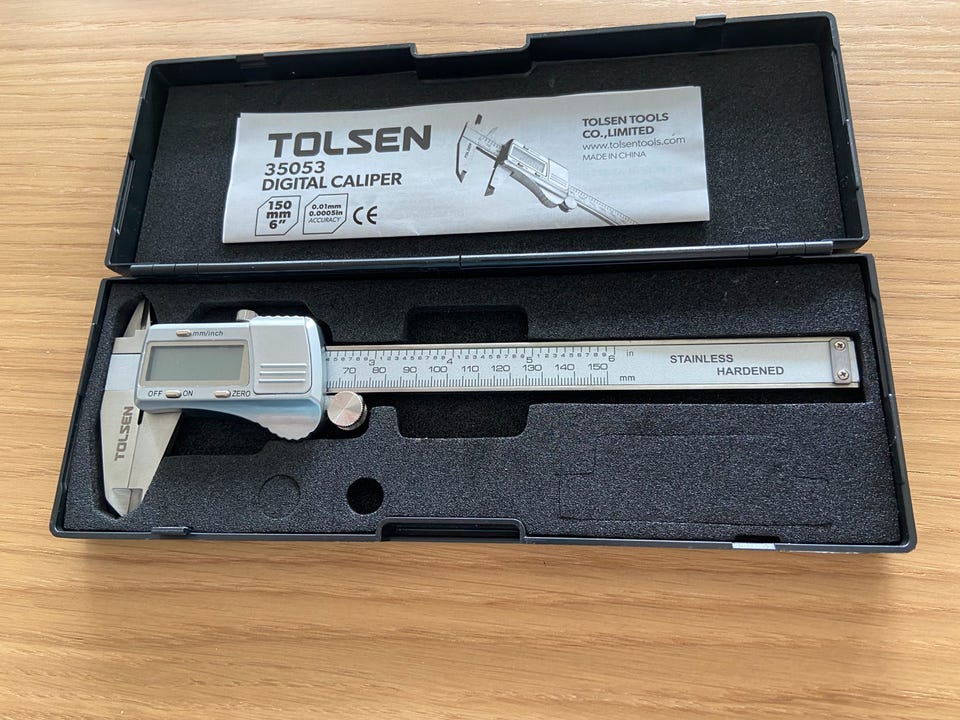 TOLSEN
35053
DIGITAL CALIPER
150
mm
6"
0.01mm
0.0005in
ACCURACY
CE
TOLSEN TOOLS
CO.,LIMITED
www.tolsentools.com
MADE IN CHINA
TOLSEN
mm/inch
OFF ON ZERO
TOLSEN
3 4 5 6 in
70 80 90 100 110 120 130 140 150 mm
STAINLESS
HARDENED